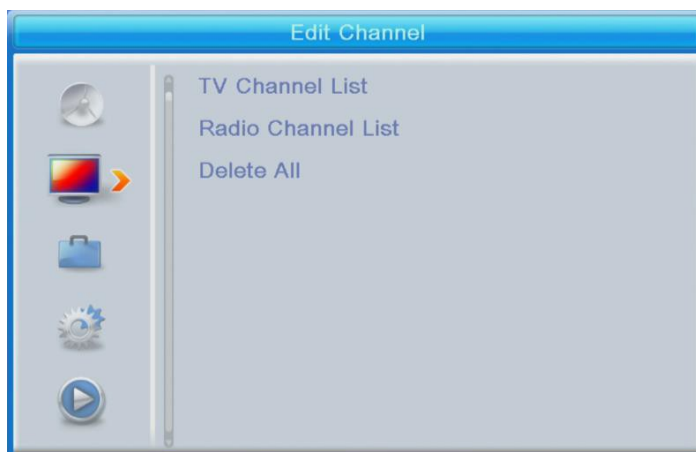 Edit Channel
TV Channel List
Radio Channel List
Delete All